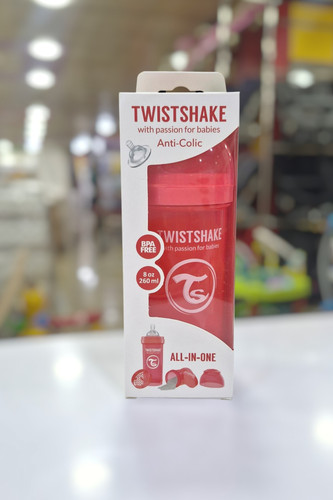 TWISTSHAKE
with passion for babies
Anti-Colic
TWISTSHAKE
with passion for babies
BPA
FREE
8 oz
260 ml
TS
ALL-IN-ONE